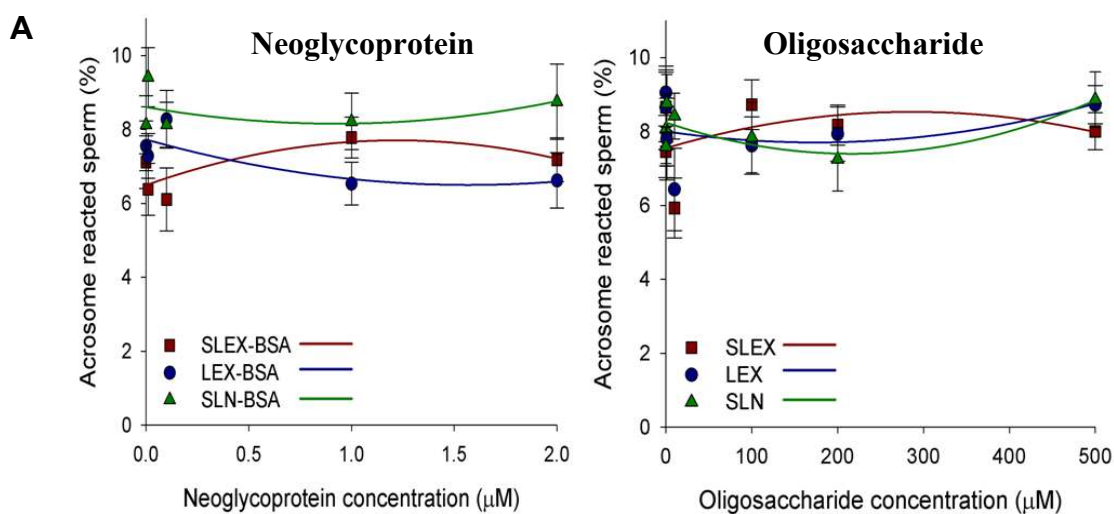 A
Neoglycoprotein
Acrosome reacted sperm (%)
10
8
6
4
2
0
SLEX-BSA
LEX-BSA
SLN-BSA
0.0 0.5 1.0 1.5 2.0
Neoglycoprotein concentration (μM)
Oligosaccharide
Acrosome reacted sperm (%)
10
8
6
4
2
0
SLEX
LEX
SLN
0 100 200 300 400 500
Oligosaccharide concentration (μM)